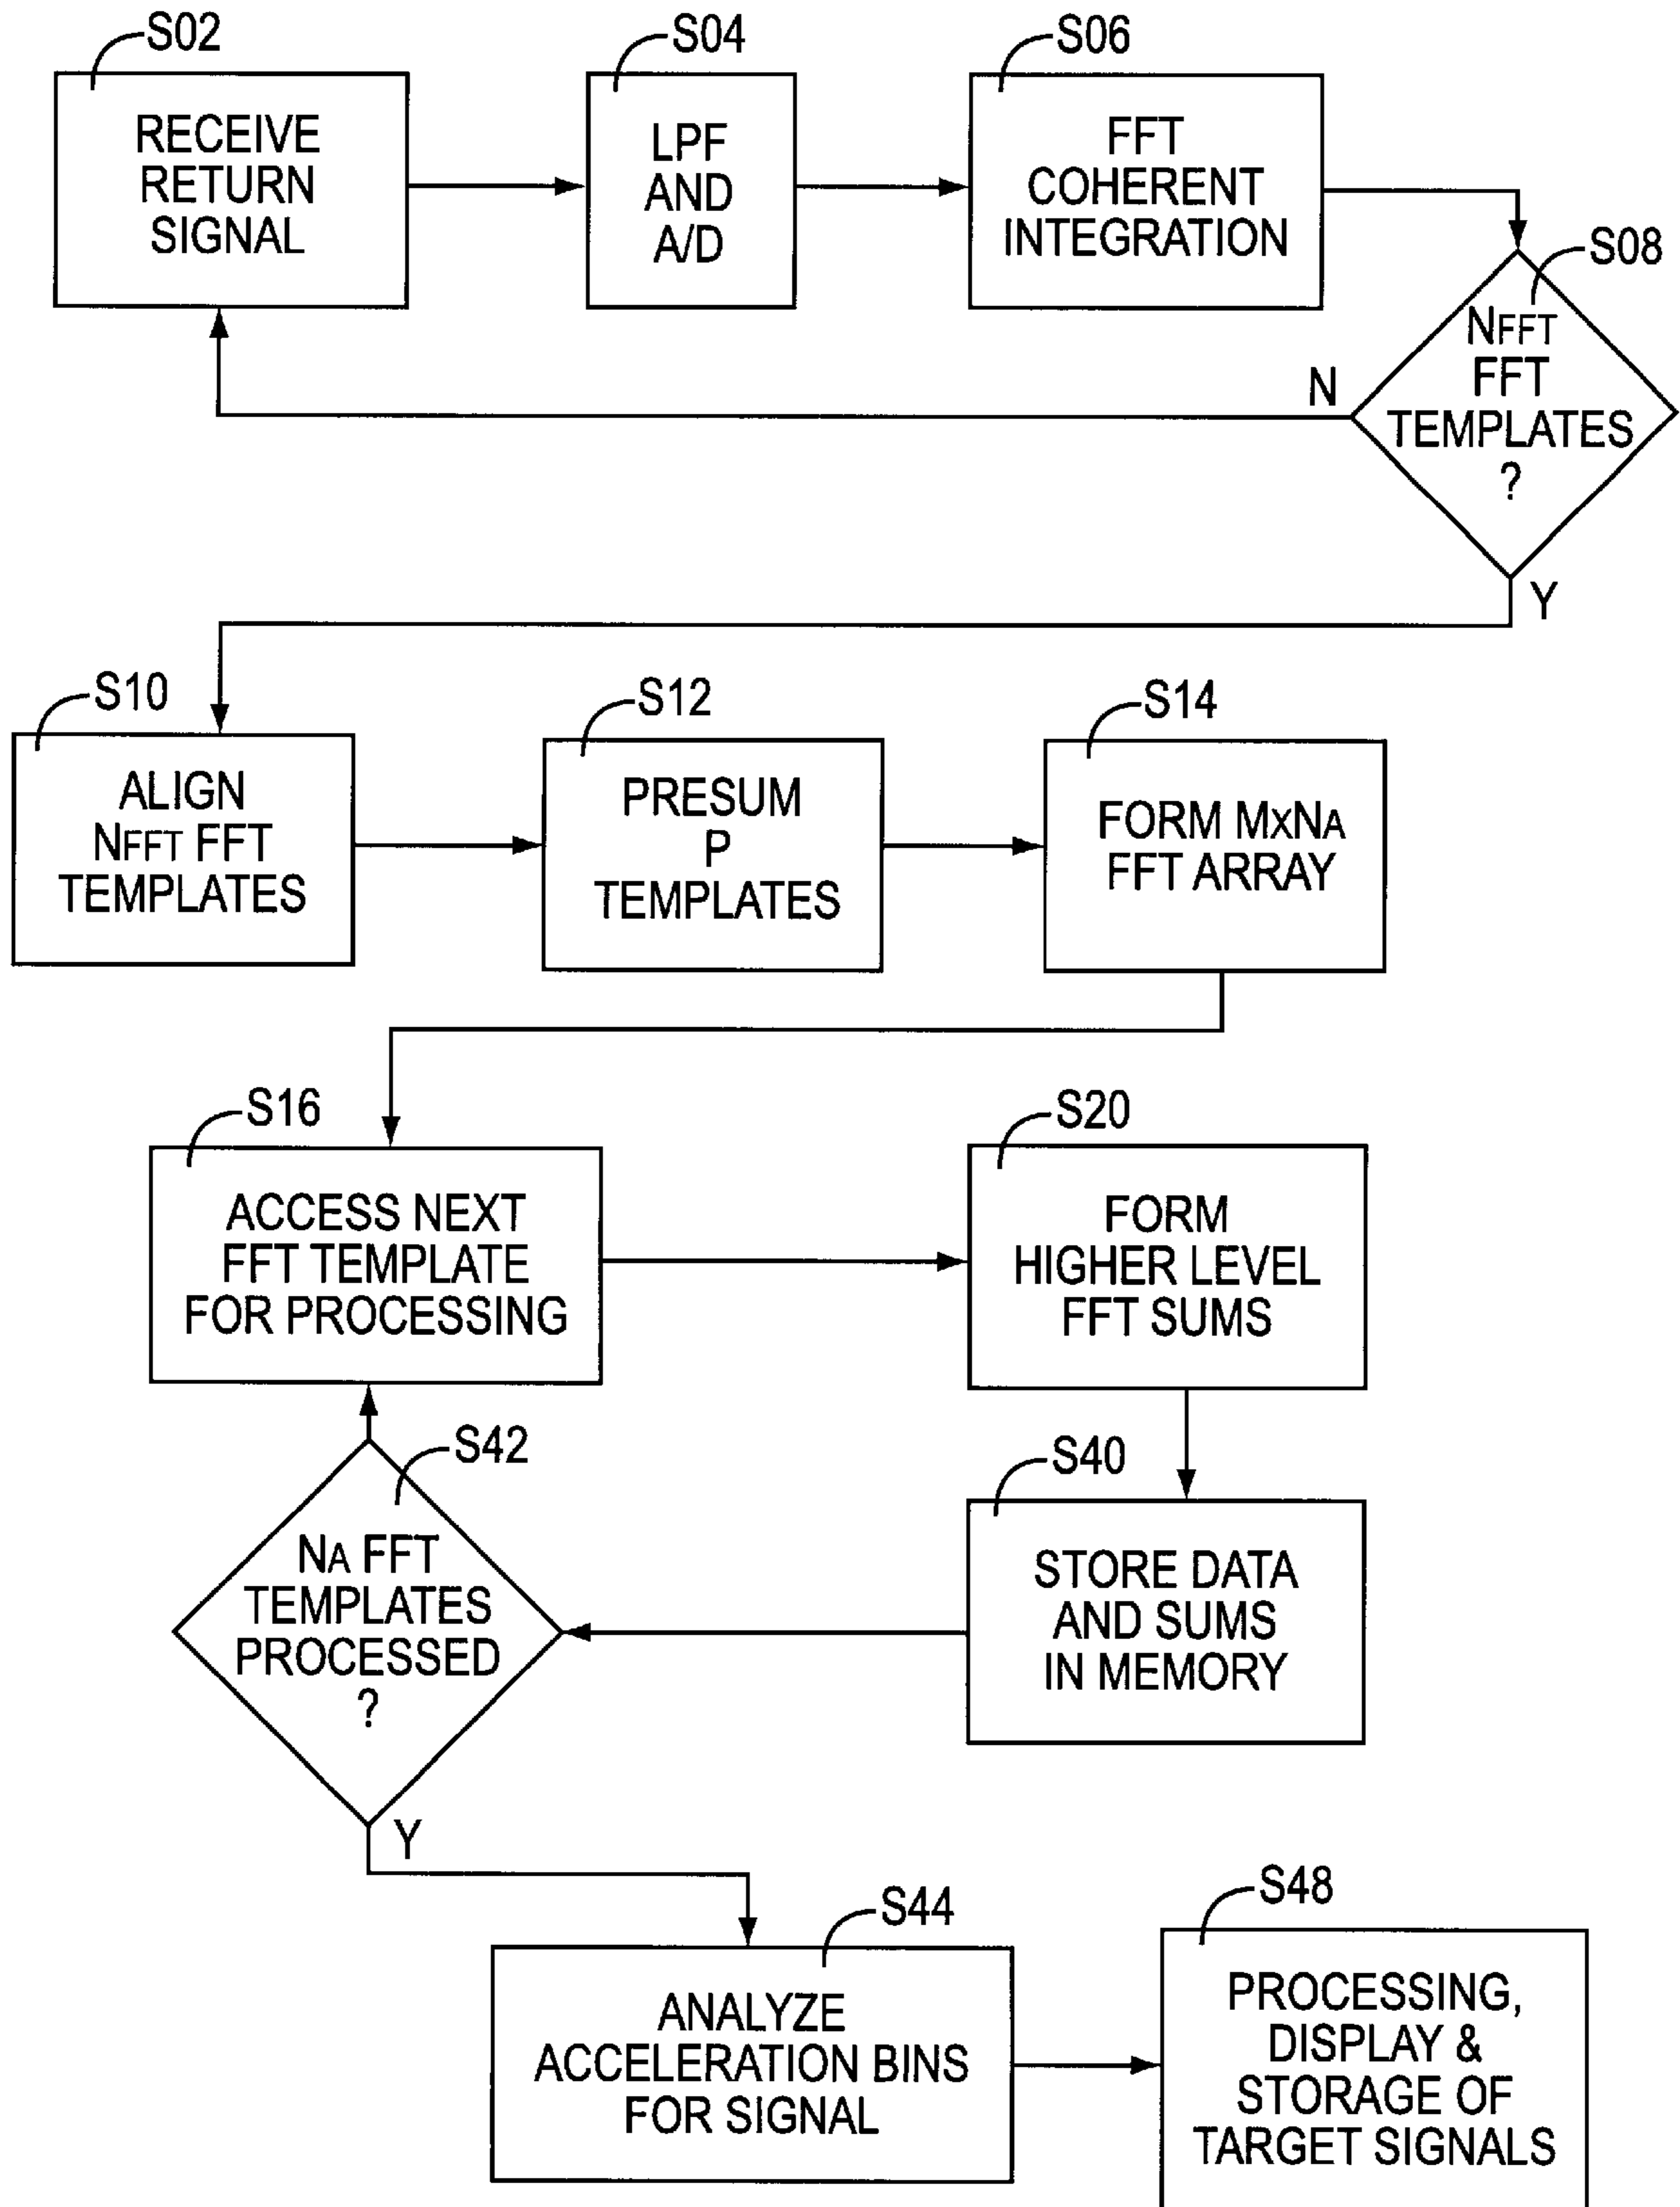 S02
RECEIVE
RETURN
SIGNAL
S04
LPF
AND
A/D
S06
FFT
COHERENT
INTEGRATION
S08
NFFT
FFT
TEMPLATES
?
N
Y
S10
ALIGN
NFFT FFT
TEMPLATES
S12
PRESUM
P
TEMPLATES
S14
FORM MXNA
FFT ARRAY
S16
ACCESS NEXT
FFT TEMPLATE
FOR PROCESSING
S20
FORM
HIGHER LEVEL
FFT SUMS
S42
NA FFT
TEMPLATES
PROCESSED
?
S40
STORE DATA
AND SUMS
IN MEMORY
Y
S44
ANALYZE
ACCELERATION BINS
FOR SIGNAL
S48
PROCESSING,
DISPLAY &
STORAGE OF
TARGET SIGNALS